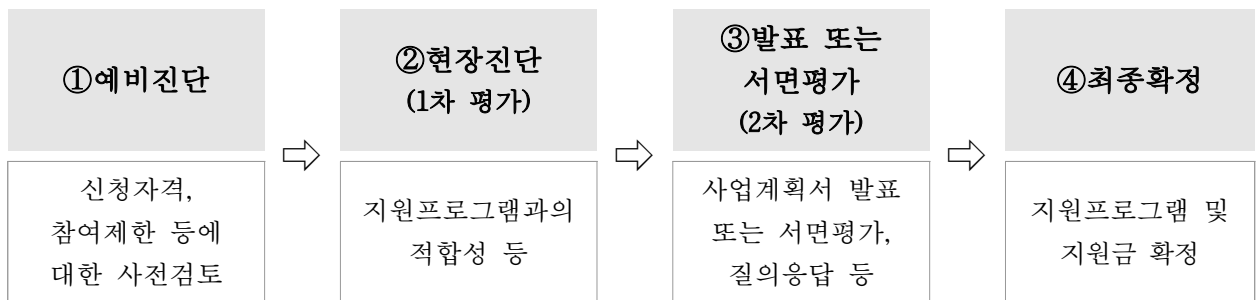 ①예비진단
신청자격,
참여제한 등에
대한 사전검토
②현장진단
(1차 평가)
지원프로그램과의
적합성 등
③발표 또는
서면평가
(2차 평가)
사업계획서 발표
또는 서면평가,
질의응답 등
④최종확정
지원프로그램 및
지원금 확정